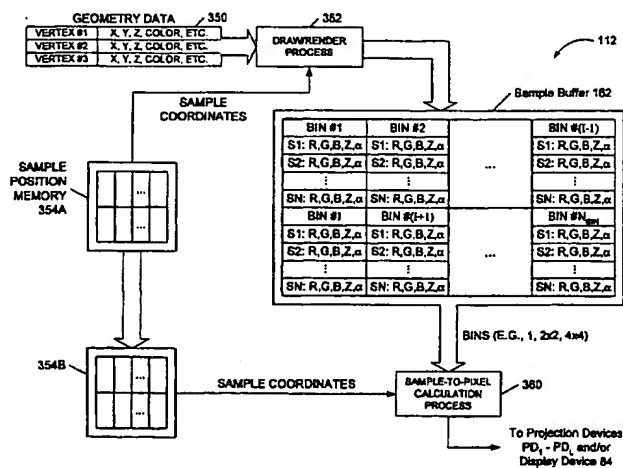 GEOMETRY DATA
350
VERTEX #1 X, Y, Z, COLOR, ETC.
VERTEX #2 X, Y, Z, COLOR, ETC.
VERTEX #3 X, Y, Z, COLOR, ETC.
352
DRAW/RENDER
PROCESS
112
SAMPLE
COORDINATES
Sample Buffer 162
BIN #1 BIN #2 BIN #(I-1)
S1: R,G,B,Z,α S1: R,G,B,Z,α S1: R,G,B,Z,α
S2: R,G,B,Z,α S2: R,G,B,Z,α ... S2: R,G,B,Z,α
⋮ ⋮ ⋮
SN: R,G,B,Z,α SN: R,G,B,Z,α SN: R,G,B,Z,α
BIN #I BIN #(I+1)
S1: R,G,B,Z,α S1: R,G,B,Z,α S1: R,G,B,Z,α
S2: R,G,B,Z,α S2: R,G,B,Z,α ... S2: R,G,B,Z,α
⋮ ⋮ ⋮
SN: R,G,B,Z,α SN: R,G,B,Z,α SN: R,G,B,Z,α
SAMPLE
POSITION
MEMORY
354A
...
...
BINS (E.G., 1, 2x2, 4x4)
354B
...
...
SAMPLE COORDINATES
SAMPLE-TO-PIXEL
CALCULATION
PROCESS
360
To Projection Devices
PD₁ - PD_L and/or
Display Device 84